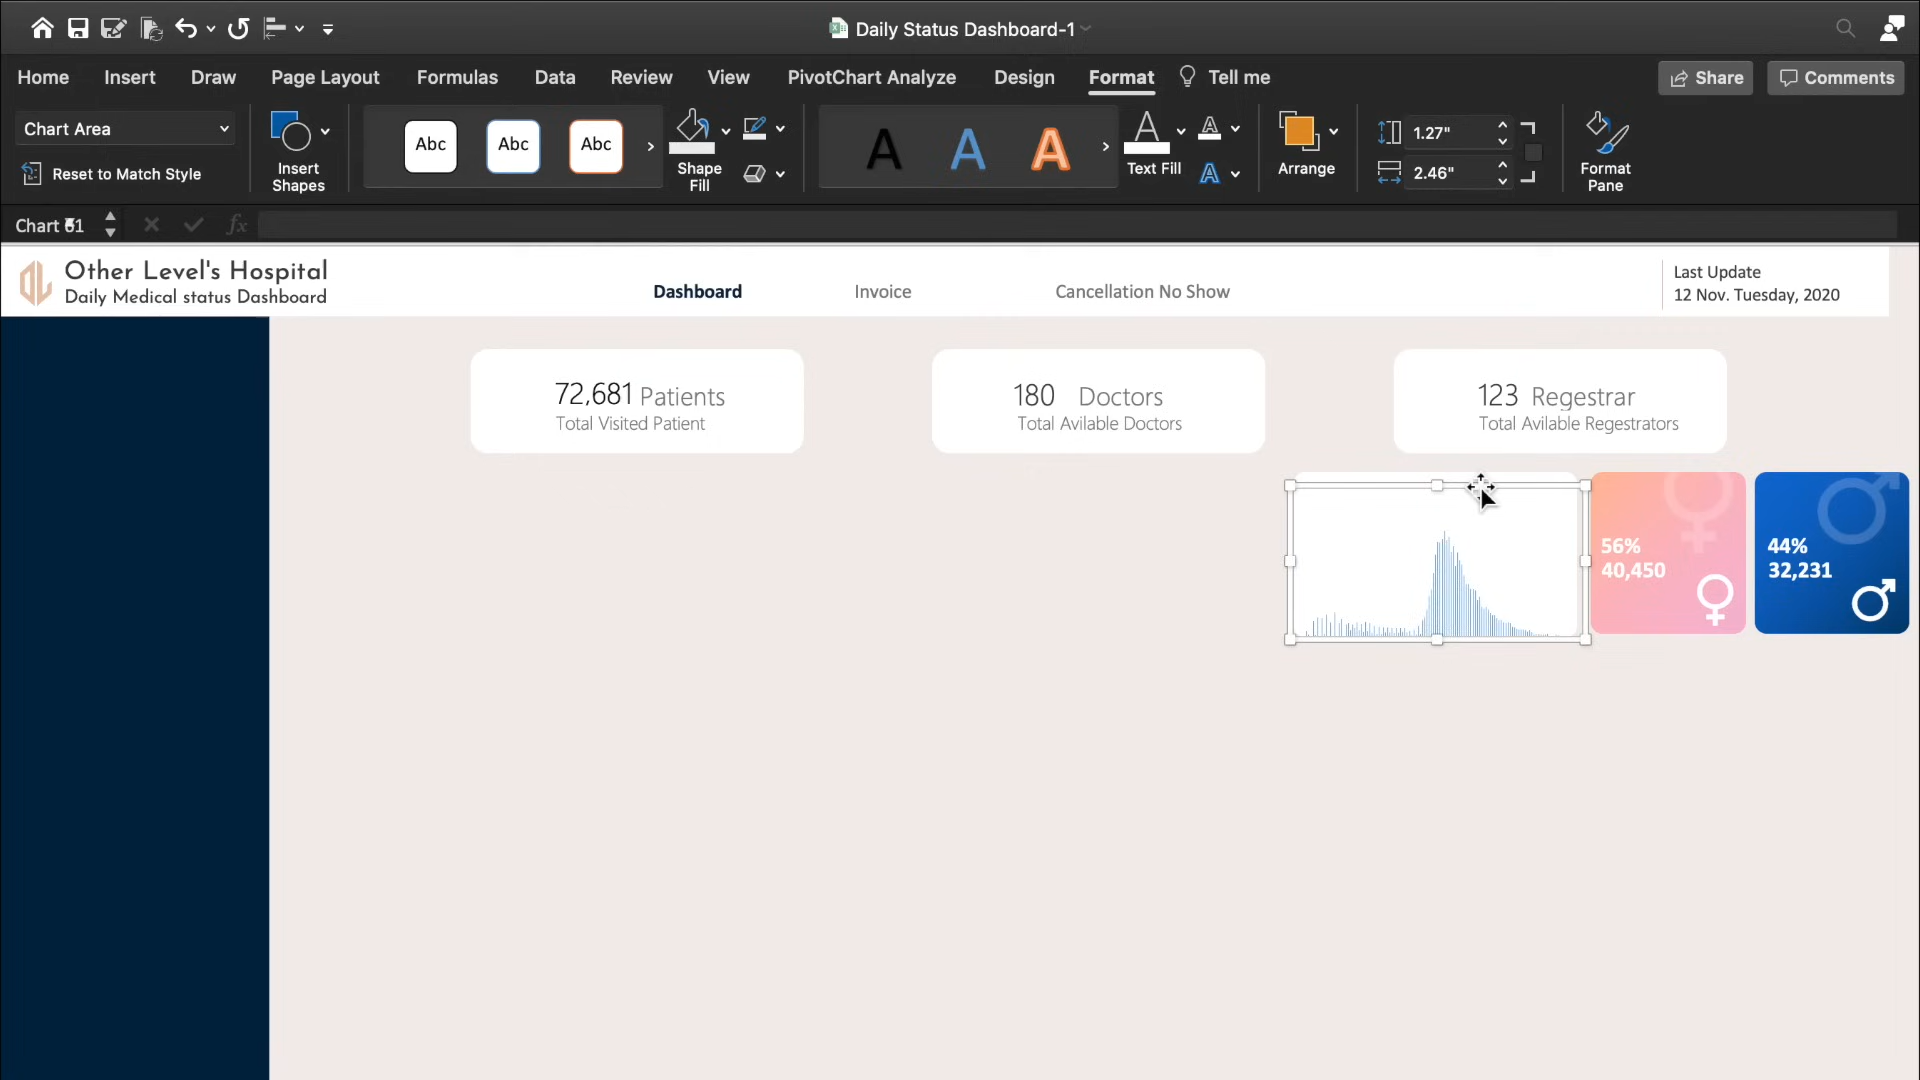 Daily Status Dashboard-1
Home Insert Draw Page Layout Formulas Data Review View PivotChart Analyze Design Format Tell me Share Comments
Chart Area
Reset to Match Style
Insert Shapes
Abc Abc Abc
Shape Fill
A A A
Text Fill
Arrange
1.27"
2.46"
Format Pane
Chart 61
fx
Other Level's Hospital
Daily Medical status Dashboard
Dashboard Invoice Cancellation No Show
Last Update
12 Nov. Tuesday, 2020
72,681 Patients
Total Visited Patient
180 Doctors
Total Avilable Doctors
123 Regestrar
Total Avilable Regestrators
56%
40,450
44%
32,231